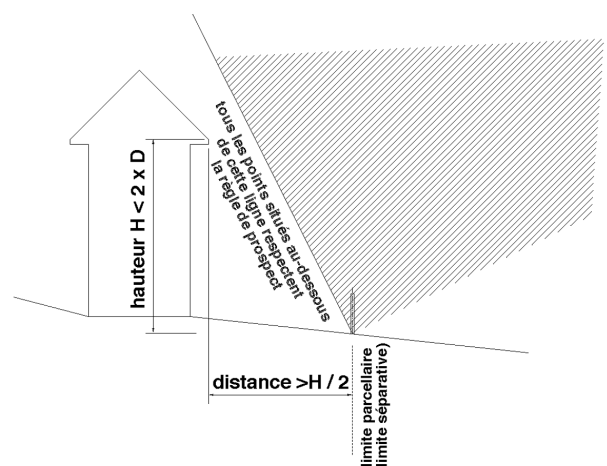 hauteur H < 2 x D
tous les points situés au-dessous
de cette ligne respectent
la règle de prospect
distance >H / 2
limite parcellaire
(limite séparative)